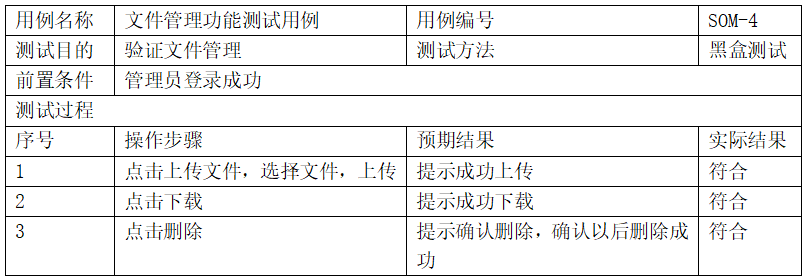 用例名称 文件管理功能测试用例 用例编号 SOM-4
测试目的 验证文件管理 测试方法 黑盒测试
前置条件 管理员登录成功
测试过程
序号 操作步骤 预期结果 实际结果
1 点击上传文件，选择文件，上传 提示成功上传 符合
2 点击下载 提示成功下载 符合
3 点击删除 提示确认删除，确认以后删除成 符合
功